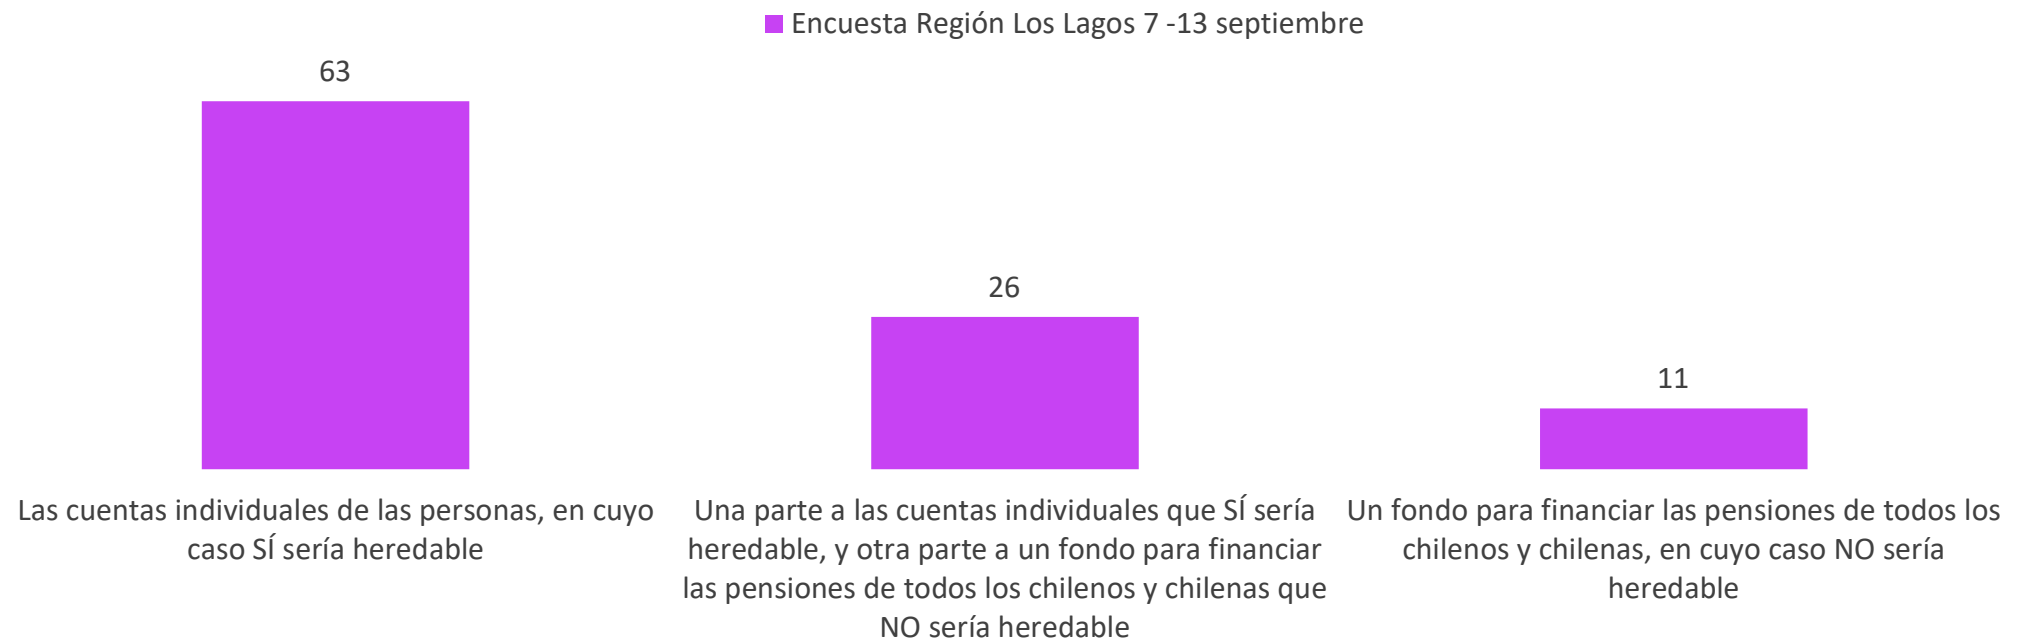 Encuesta Región Los Lagos 7 -13 septiembre
63
26
11
Las cuentas individuales de las personas, en cuyo
caso SÍ sería heredable
Una parte a las cuentas individuales que SÍ sería
heredable, y otra parte a un fondo para financiar
las pensiones de todos los chilenos y chilenas que
NO sería heredable
Un fondo para financiar las pensiones de todos los
chilenos y chilenas, en cuyo caso NO sería
heredable